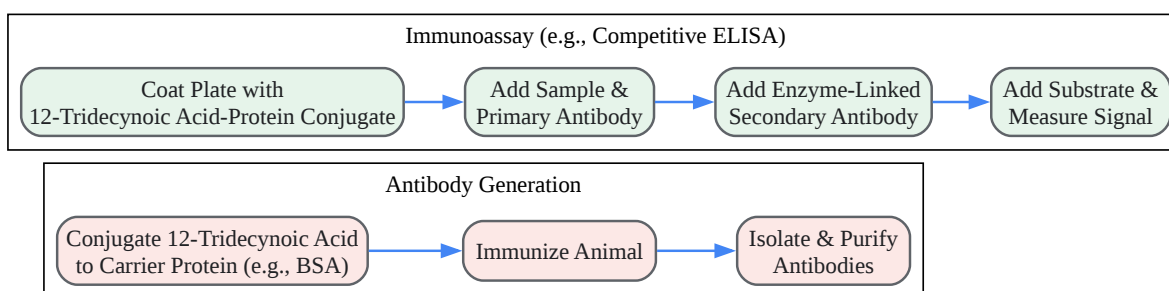 Immunoassay (e.g., Competitive ELISA)
Coat Plate with
12-Tridecynoic Acid-Protein Conjugate
Add Sample &
Primary Antibody
Add Enzyme-Linked
Secondary Antibody
Add Substrate &
Measure Signal
Antibody Generation
Conjugate 12-Tridecynoic Acid
to Carrier Protein (e.g., BSA)
Immunize Animal
Isolate & Purify
Antibodies